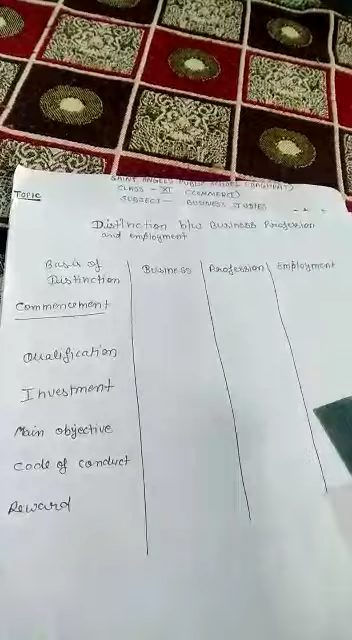 SAINT ANGELS PUBLIC SCHOOL (BAGHPAT)
CLASS - XI (COMMERCE)
TOPIC SUBJECT - BUSINESS STUDIES
Distinction b/w Business Profession
and employment
Basis of Distinction Business Profession Employment
Commencement
Qualification
Investment
Main objective
Code of conduct
Reward